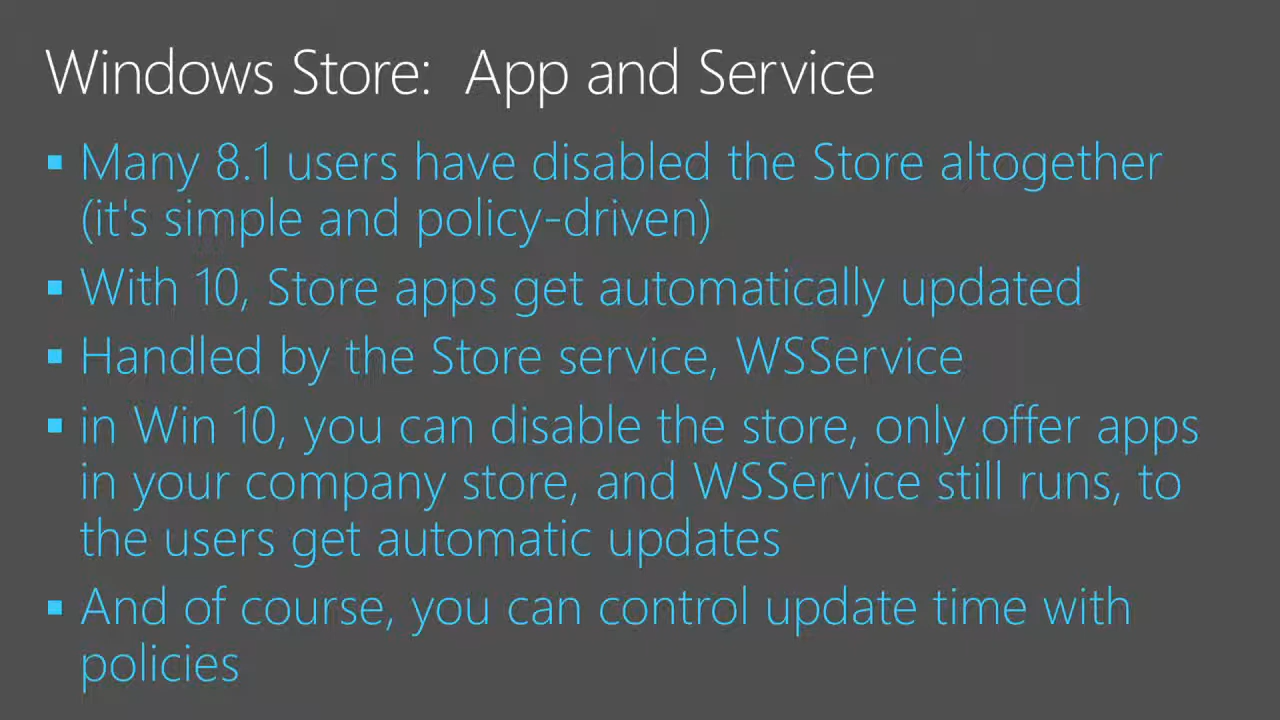 Windows Store:  App and Service
▪ Many 8.1 users have disabled the Store altogether
(it's simple and policy-driven)
▪ With 10, Store apps get automatically updated
▪ Handled by the Store service, WSService
▪ in Win 10, you can disable the store, only offer apps
in your company store, and WSService still runs, to
the users get automatic updates
▪ And of course, you can control update time with
policies